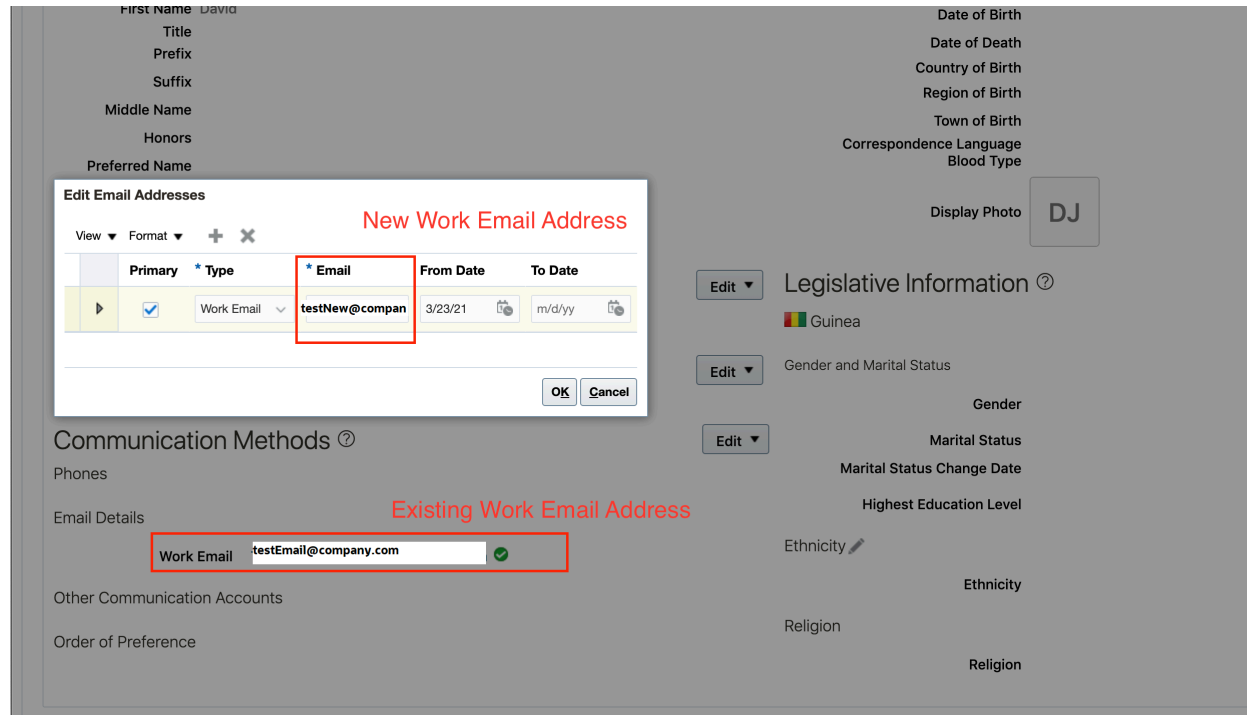 First Name David
Title
Prefix
Suffix
Middle Name
Honors
Preferred Name
Date of Birth
Date of Death
Country of Birth
Region of Birth
Town of Birth
Correspondence Language
Blood Type
Display Photo DJ
Edit Email Addresses
New Work Email Address
View Format
Primary * Type * Email From Date To Date
Work Email testNew@compan 3/23/21 m/d/yy
OK Cancel
Edit Legislative Information ?
Guinea
Edit Gender and Marital Status
Gender
Edit Marital Status
Marital Status Change Date
Highest Education Level
Ethnicity
Ethnicity
Religion
Religion
Communication Methods ?
Phones
Email Details
Existing Work Email Address
Work Email testEmail@company.com
Other Communication Accounts
Order of Preference